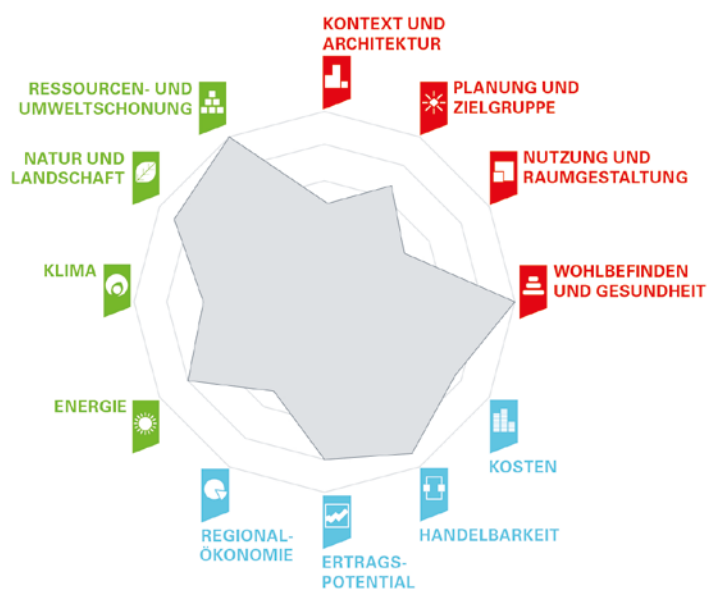 KONTEXT UND
ARCHITEKTUR
PLANUNG UND
ZIELGRUPPE
NUTZUNG UND
RAUMGESTALTUNG
WOHLBEFINDEN
UND GESUNDHEIT
KOSTEN
HANDELBARKEIT
ERTRAGS-
POTENTIAL
REGIONAL-
ÖKONOMIE
ENERGIE
KLIMA
NATUR UND
LANDSCHAFT
RESSOURCEN- UND
UMWELTSCHONUNG